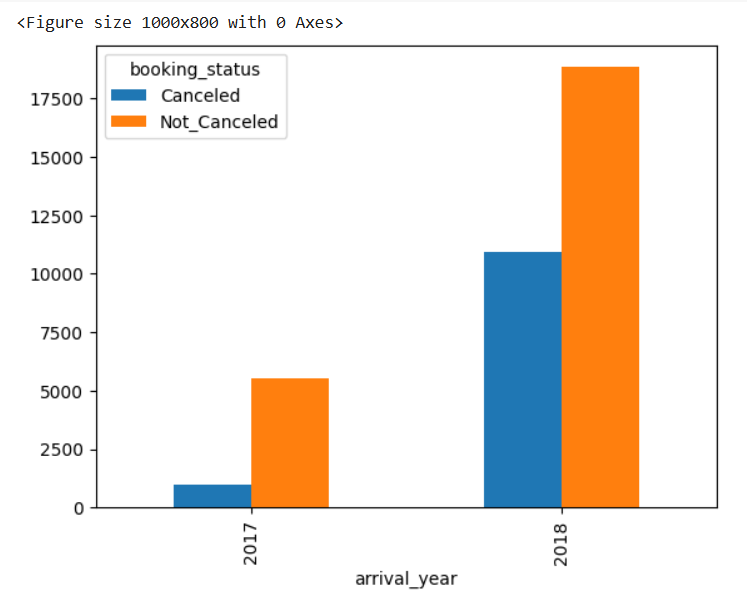 <Figure size 1000x800 with 0 Axes>
booking_status
Canceled
Not_Canceled
17500
15000
12500
10000
7500
5000
2500
0
2017
2018
arrival_year